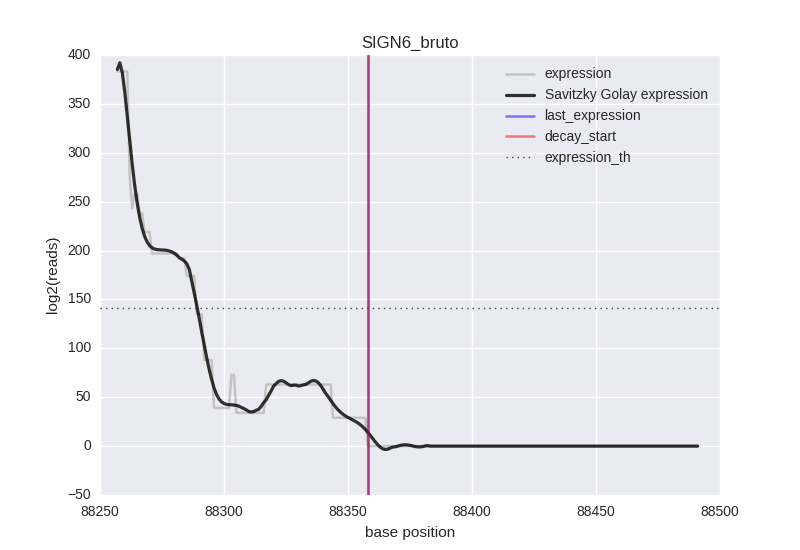 SIGN6_bruto
400
350
300
250
200
150
100
50
0
−50
log2(reads)
expression
Savitzky Golay expression
last_expression
decay_start
expression_th
88250
88300
88350
88400
88450
88500
base position